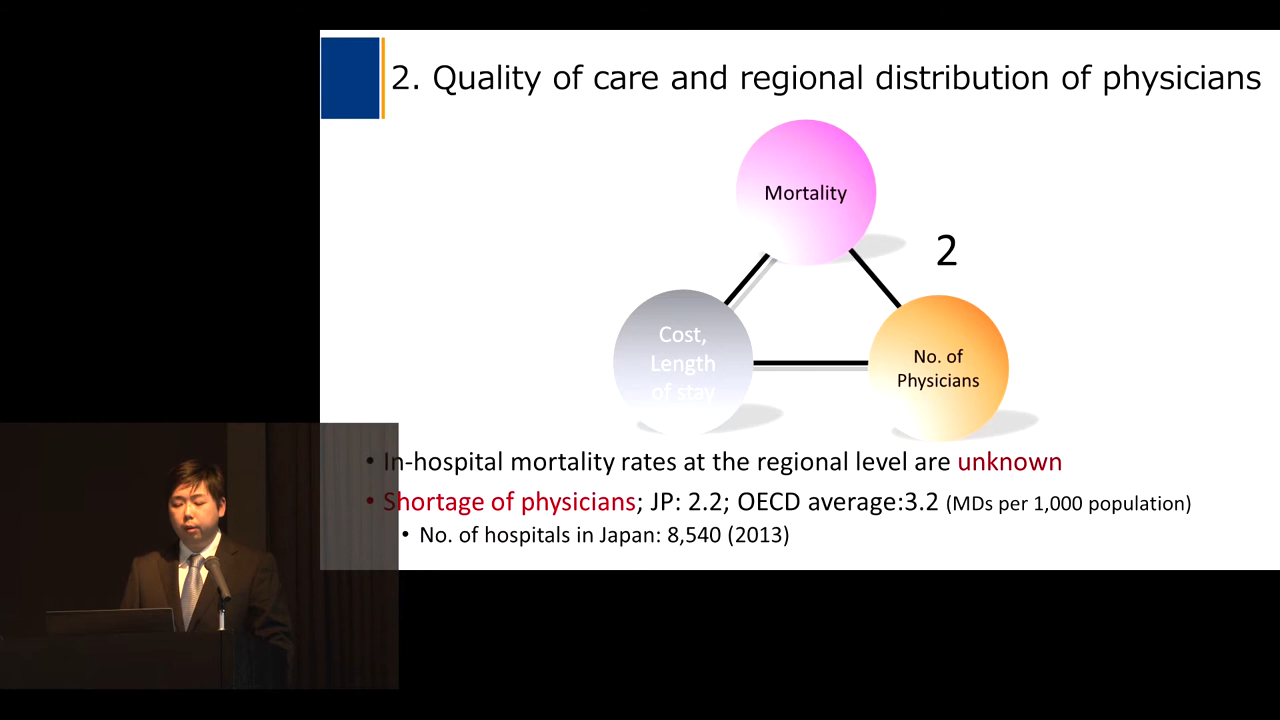 2. Quality of care and regional distribution of physicians
Mortality
2
Cost,
Length
of stay
No. of
Physicians
• In-hospital mortality rates at the regional level are unknown
• Shortage of physicians; JP: 2.2; OECD average:3.2 (MDs per 1,000 population)
• No. of hospitals in Japan: 8,540 (2013)